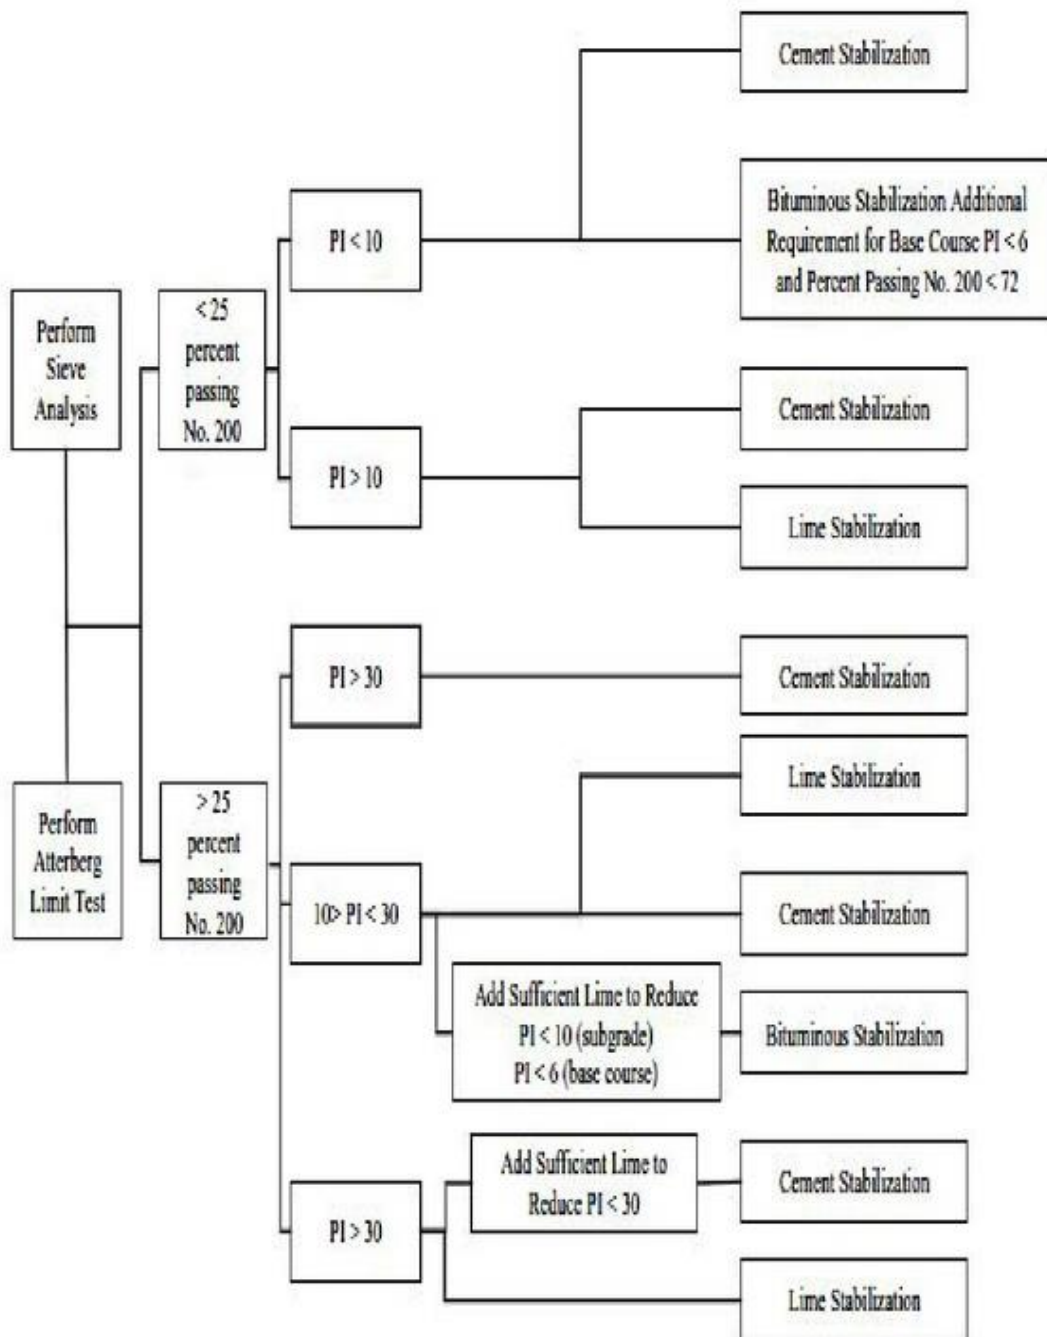 Perform
Sieve
Analysis
Perform
Atterberg
Limit Test
< 25
percent
passing
No. 200
> 25
percent
passing
No. 200
PI < 10
PI > 10
PI > 30
10> PI < 30
PI > 30
Cement Stabilization
Bituminous Stabilization Additional
Requirement for Base Course PI < 6
and Percent Passing No. 200 < 72
Cement Stabilization
Lime Stabilization
Cement Stabilization
Lime Stabilization
Cement Stabilization
Add Sufficient Lime to Reduce
PI < 10 (subgrade)
PI < 6 (base course)
Bituminous Stabilization
Add Sufficient Lime to
Reduce PI < 30
Cement Stabilization
Lime Stabilization